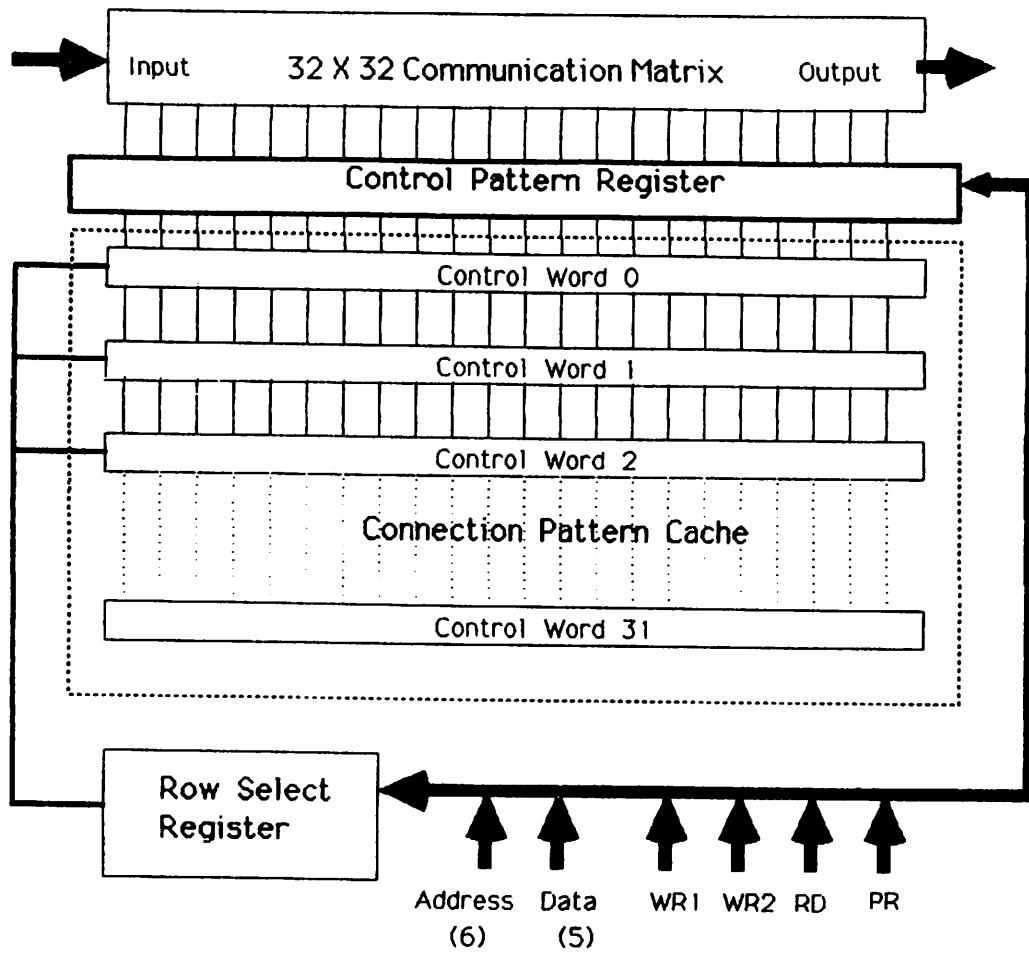 Input 32 X 32 Communication Matrix Output
Control Pattern Register
Control Word 0
Control Word 1
Control Word 2
Connection Pattern Cache
Control Word 31
Row Select
Register
Address Data WR1 WR2 RD PR
(6) (5)